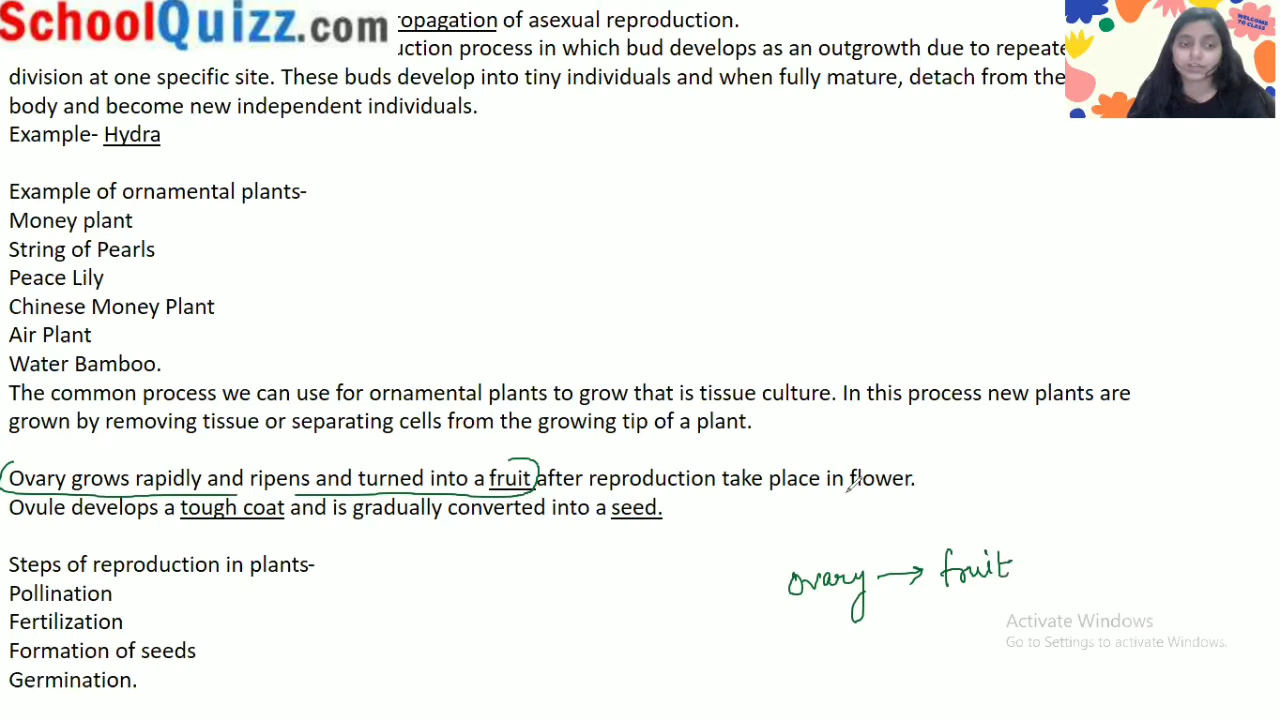 SchoolQuizz.com
opagation of asexual reproduction.
uction process in which bud develops as an outgrowth due to repeate
division at one specific site. These buds develop into tiny individuals and when fully mature, detach from the
body and become new independent individuals.
Example- Hydra
Example of ornamental plants-
Money plant
String of Pearls
Peace Lily
Chinese Money Plant
Air Plant
Water Bamboo.
The common process we can use for ornamental plants to grow that is tissue culture. In this process new plants are
grown by removing tissue or separating cells from the growing tip of a plant.
Ovary grows rapidly and ripens and turned into a fruit after reproduction take place in flower.
Ovule develops a tough coat and is gradually converted into a seed.
Steps of reproduction in plants-
Pollination
Fertilization
Formation of seeds
Germination.
ovary → fruit
Activate Windows
Go to Settings to activate Windows.
WELCOME
TO CLASS